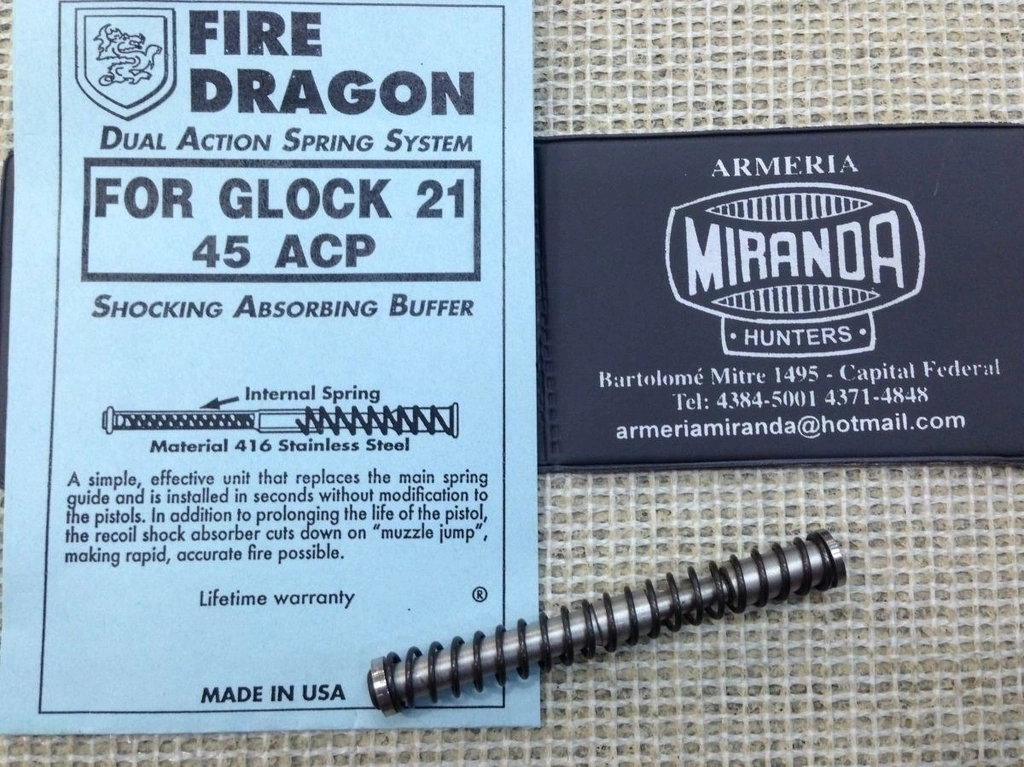 FIRE
DRAGON
DUAL ACTION SPRING SYSTEM
FOR GLOCK 21
45 ACP
SHOCKING ABSORBING BUFFER
Internal Spring
Material 416 Stainless Steel
A simple, effective unit that replaces the main spring
guide and is installed in seconds without modification to
the pistols. In addition to prolonging the life of the pistol,
the recoil shock absorber cuts down on "muzzle jump",
making rapid, accurate fire possible.
Lifetime warranty ®
MADE IN USA
ARMERIA
MIRANDA
• HUNTERS •
Bartolomé Mitre 1495 - Capital Federal
Tel: 4384-5001 4371-4848
armeriamiranda@hotmail.com